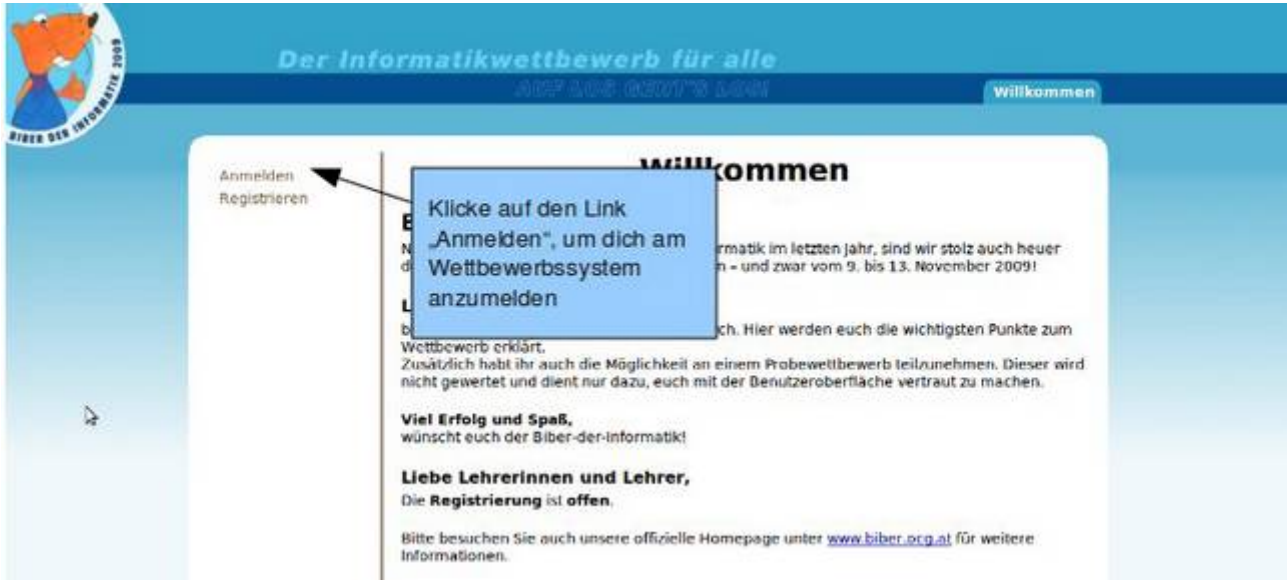 BIBER DER INFORMATIK 2009
Der Informatikwettbewerb für alle
AUF LOS GEHT'S LOS!
Willkommen
Anmelden
Registrieren
Willkommen
Klicke auf den Link
„Anmelden“, um dich am
Wettbewerbssystem
anzumelden
im letzten Jahr, sind wir stolz auch heuer
– und zwar vom 9. bis 13. November 2009!
Hier werden euch die wichtigsten Punkte zum
Wettbewerb erklärt.
Zusätzlich habt ihr auch die Möglichkeit an einem Probewettbewerb teilzunehmen. Dieser wird
nicht gewertet und dient nur dazu, euch mit der Benutzeroberfläche vertraut zu machen.
Viel Erfolg und Spaß,
wünscht euch der Biber-der-Informatik!
Liebe Lehrerinnen und Lehrer,
Die Registrierung ist offen.
Bitte besuchen Sie auch unsere offizielle Homepage unter www.biber.ocg.at für weitere
Informationen.